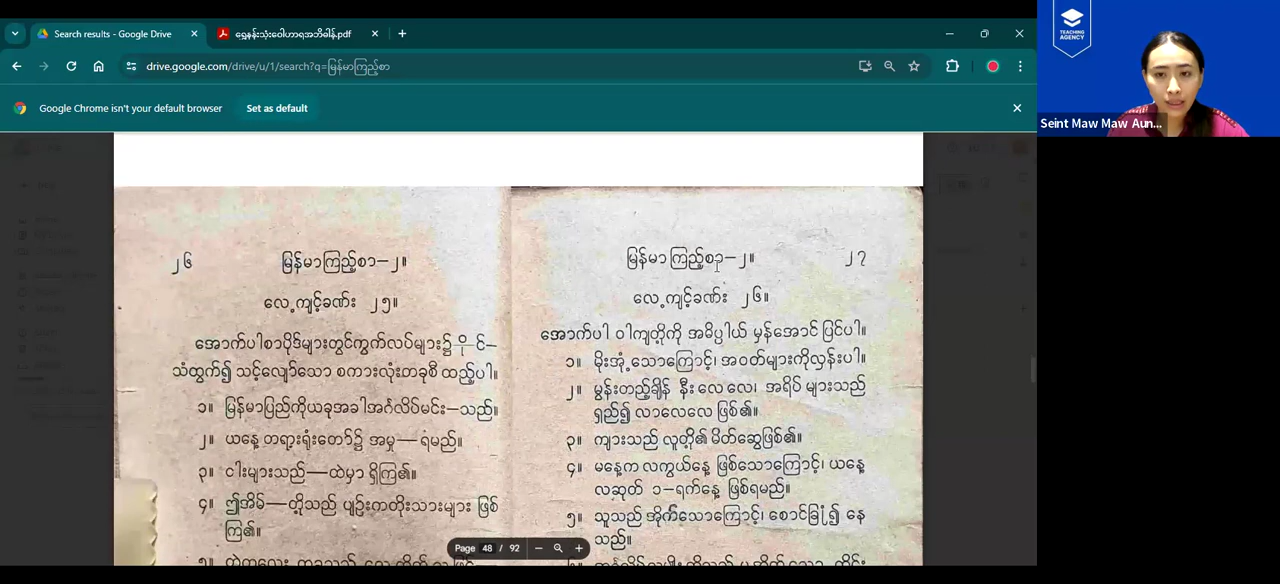 Search results - Google Drive
ရွှေနန်းသုံးဝေါဟာရအဘိဓါန်.pdf
drive.google.com/drive/u/1/search?q=မြန်မာကြည့်စာ
Google Chrome isn't your default browser
Set as default
TEACHING
AGENCY
Seint Maw Maw Aun...
၂၆ မြန်မာကြည့်စာ–၂။
လေ့ကျင့်ခဏ်း ၂၅။
အောက်ပါစာပိုဒ်များတွင်ကွက်လပ်များ၌ ပိုင်–
သံထွက်၍ သင့်လျော်သော စကားလုံးတခုစီ ထည့်ပါ။
၁။ မြန်မာပြည်ကိုယခုအခါအင်္ဂလိပ်မင်း—သည်။
၂။ ယနေ့ တရားရုံးတော်၌ အမှု—ရမည်။
၃။ ငါးများသည်—ထဲမှာ ရှိကြ၏။
၄။ ဤအိမ်—တို့သည် ပျဉ်းကတိုးသားများ ဖြစ်
ကြ၏။
မြန်မာကြည့်စာ–၂။ ၂၇
လေ့ကျင့်ခဏ်း ၂၆။
အောက်ပါ ဝါကျတို့ကို အဓိပ္ပါယ် မှန်အောင် ပြင်ပါ။
၁။ မိုးအုံ့သောကြောင့်၊ အဝတ်များကိုလှန်းပါ။
၂။ မွန်းတည့်ချိန် နီး လေ လေ၊ အရိပ် များသည်
ရှည်၍ လာလေလေ ဖြစ်၏။
၃။ ကျားသည် လူတို့၏ မိတ်ဆွေဖြစ်၏။
၄။ မနေ့က လကွယ်နေ့ ဖြစ်သောကြောင့်၊ ယနေ့
လဆုတ် ၁–ရက်နေ့ ဖြစ်ရမည်။
၅။ သူသည် အိုက်သောကြောင့်၊ စောင်ခြုံ၍ နေ
သည်။
Page 48 / 92